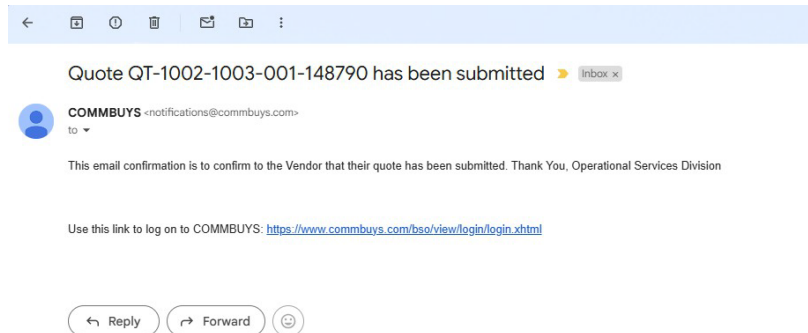 Quote QT-1002-1003-001-148790 has been submitted Inbox x
COMMBUYS <notifications@commbuys.com>
to
This email confirmation is to confirm to the Vendor that their quote has been submitted. Thank You, Operational Services Division
Use this link to log on to COMMBUYS: https://www.commbuys.com/bso/view/login/login.xhtml
Reply Forward